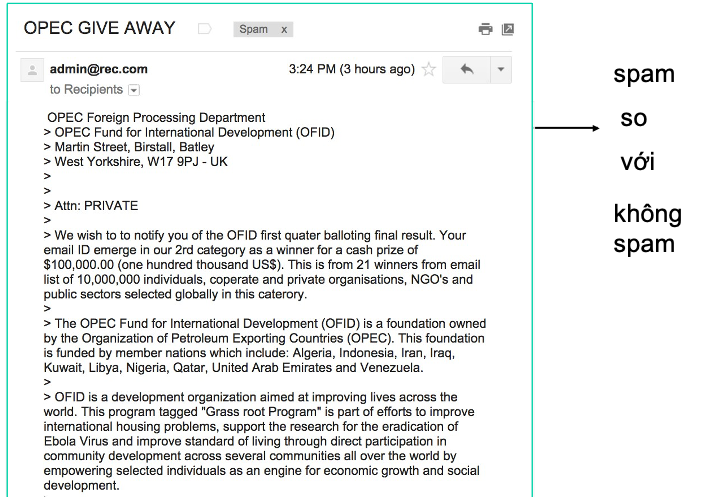 OPEC GIVE AWAY
Spam x
admin@rec.com
3:24 PM (3 hours ago)
to Recipients
OPEC Foreign Processing Department
> OPEC Fund for International Development (OFID)
> Martin Street, Birstall, Batley
> West Yorkshire, W17 9PJ - UK
>
>
> Attn: PRIVATE
>
> We wish to to notify you of the OFID first quater balloting final result. Your
email ID emerge in our 2rd category as a winner for a cash prize of
$100,000.00 (one hundred thousand US$). This is from 21 winners from email
list of 10,000,000 individuals, coperate and private organisations, NGO's and
public sectors selected globally in this caterory.
>
> The OPEC Fund for International Development (OFID) is a foundation owned
by the Organization of Petroleum Exporting Countries (OPEC). This foundation
is funded by member nations which include: Algeria, Indonesia, Iran, Iraq,
Kuwait, Libya, Nigeria, Qatar, United Arab Emirates and Venezuela.
>
> OFID is a development organization aimed at improving lives across the
world. This program tagged "Grass root Program" is part of efforts to improve
international housing problems, support the research for the eradication of
Ebola Virus and improve standard of living through direct participation in
community development across several communities all over the world by
empowering selected individuals as an engine for economic growth and social
development.
spam
so
với
không
spam